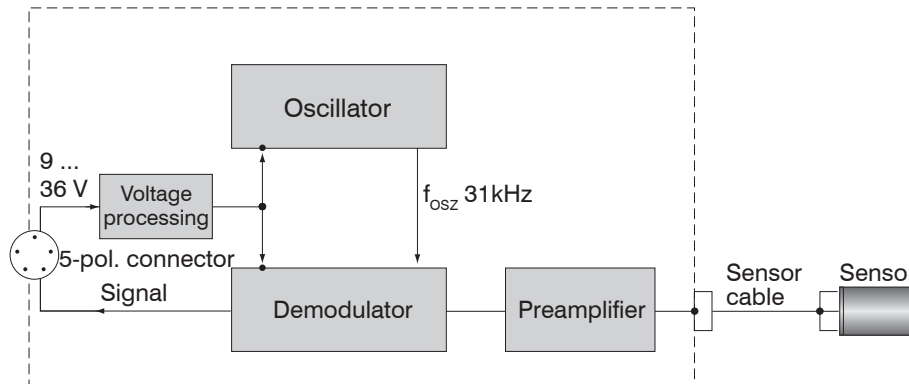 Oscillator
9 ...
36 V
Voltage
processing
f_OSZ 31kHz
5-pol. connector
Signal
Demodulator
Preamplifier
Sensor
cable
Senso